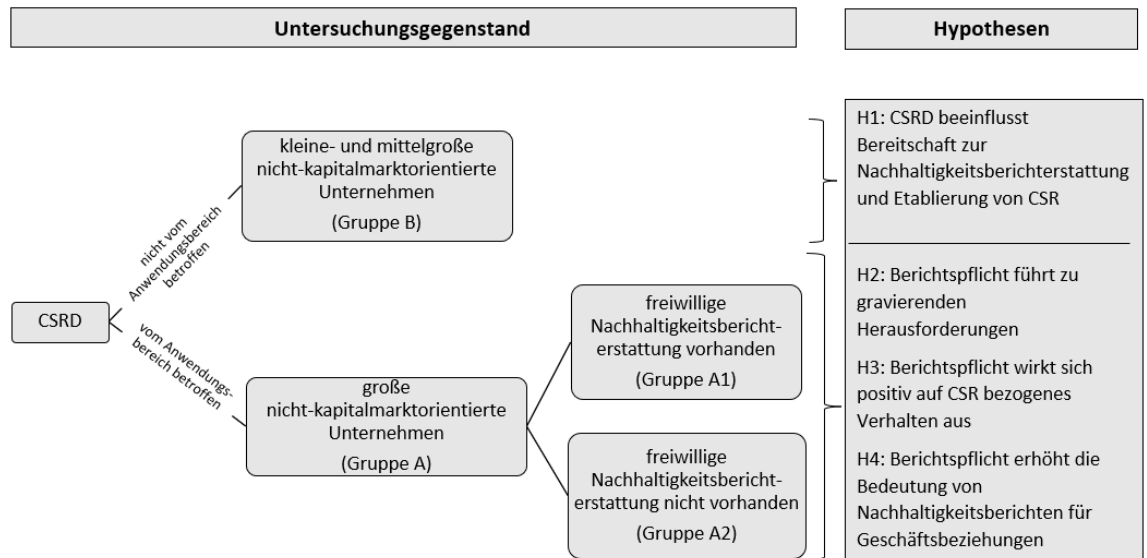 Untersuchungsgegenstand
Hypothesen
kleine- und mittelgroße
nicht-kapitalmarktorientierte
Unternehmen
(Gruppe B)
nicht vom
Anwendungsbereich
betroffen
CSRD
vom Anwendungs-
bereich betroffen
große
nicht-kapitalmarktorientierte
Unternehmen
(Gruppe A)
freiwillige
Nachhaltigkeitsbericht-
erstattung vorhanden
(Gruppe A1)
freiwillige
Nachhaltigkeitsbericht-
erstattung nicht vorhanden
(Gruppe A2)
H1: CSRD beeinflusst
Bereitschaft zur
Nachhaltigkeitsberichterstattung
und Etablierung von CSR
H2: Berichtspflicht führt zu
gravierenden
Herausforderungen
H3: Berichtspflicht wirkt sich
positiv auf CSR bezogenes
Verhalten aus
H4: Berichtspflicht erhöht die
Bedeutung von
Nachhaltigkeitsberichten für
Geschäftsbeziehungen